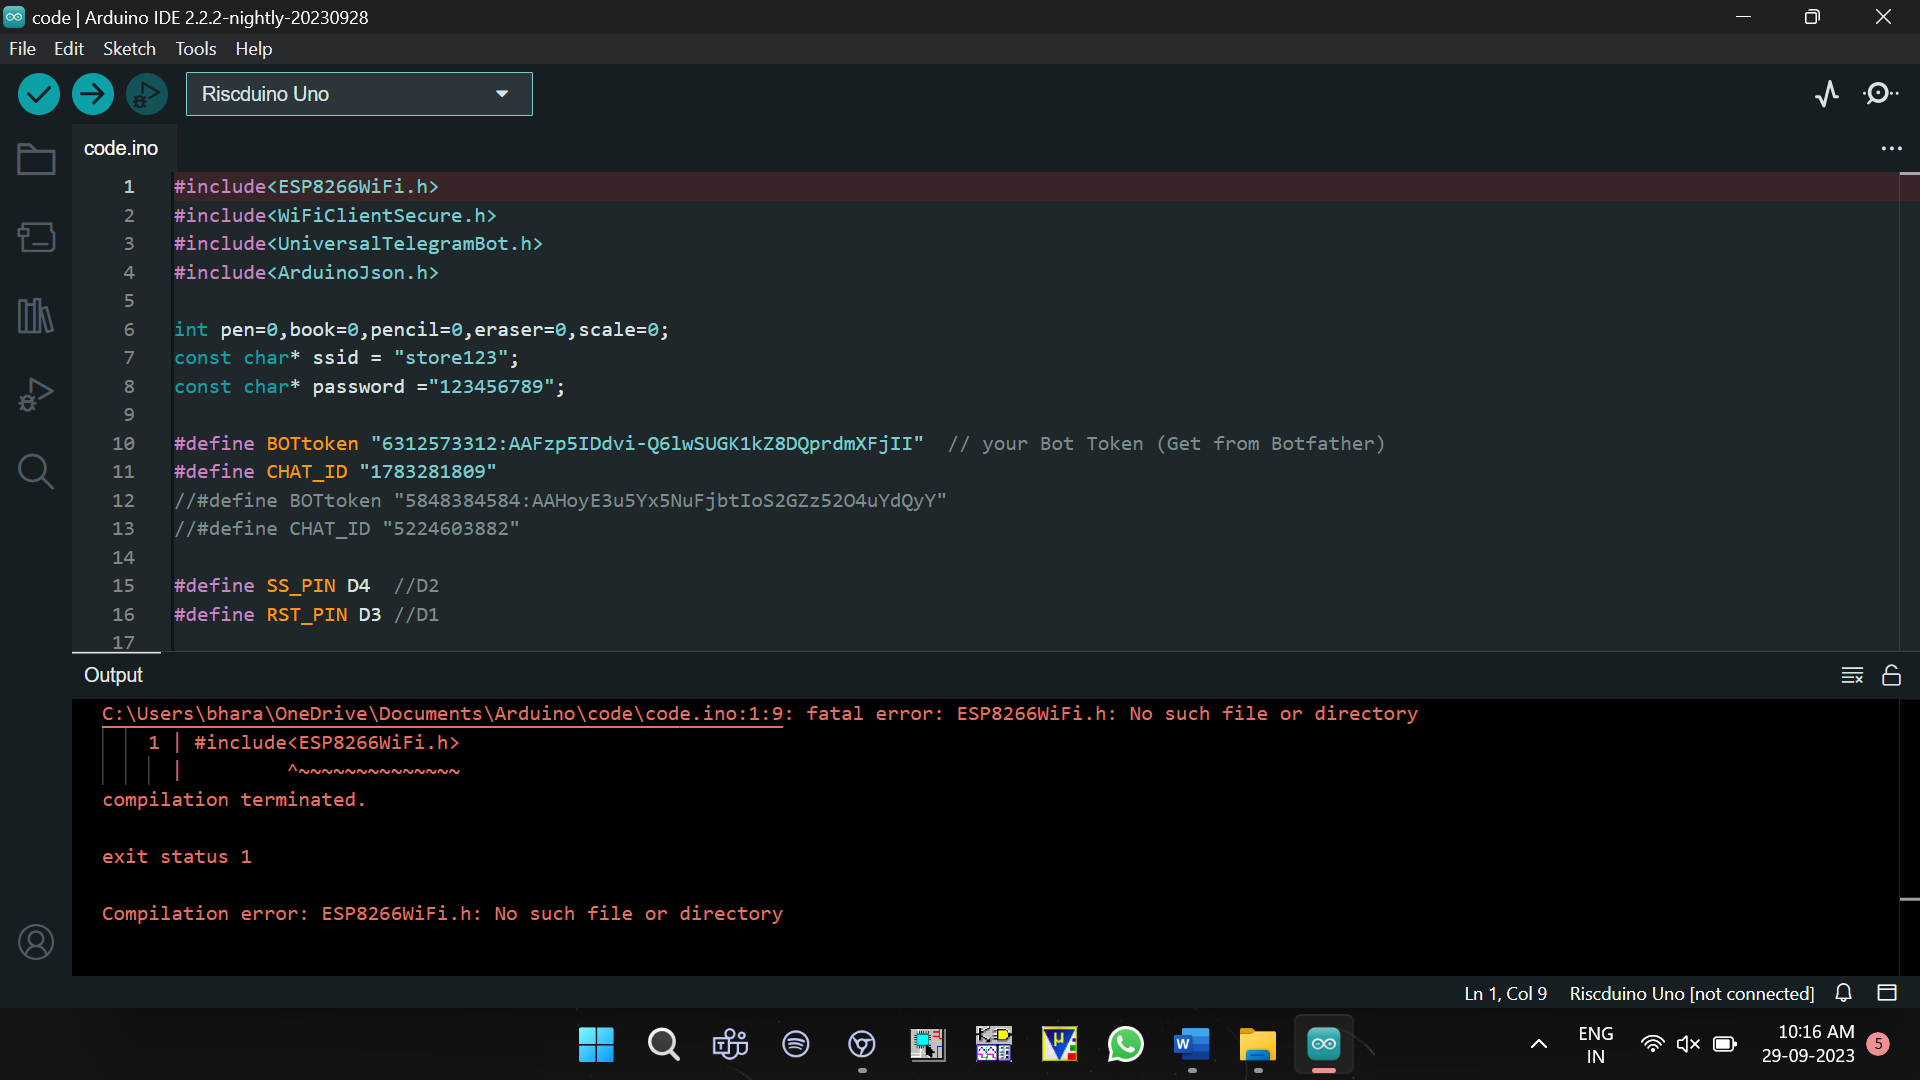 code | Arduino IDE 2.2.2-nightly-20230928
File Edit Sketch Tools Help
Riscduino Uno
code.ino
1 #include<ESP8266WiFi.h>
2 #include<WiFiClientSecure.h>
3 #include<UniversalTelegramBot.h>
4 #include<ArduinoJson.h>
5
6 int pen=0,book=0,pencil=0,eraser=0,scale=0;
7 const char* ssid = "store123";
8 const char* password ="123456789";
9
10 #define BOTtoken "6312573312:AAFzp5IDdvi-Q6lwSUGK1kZ8DQprdmXFjII" // your Bot Token (Get from Botfather)
11 #define CHAT_ID "1783281809"
12 //#define BOTtoken "5848384584:AAHoyE3u5Yx5NuFjbtIoS2GZz52O4uYdQyY"
13 //#define CHAT_ID "5224603882"
14
15 #define SS_PIN D4 //D2
16 #define RST_PIN D3 //D1
17
Output
C:\Users\bhara\OneDrive\Documents\Arduino\code\code.ino:1:9: fatal error: ESP8266WiFi.h: No such file or directory
1 | #include<ESP8266WiFi.h>
| ^~~~~~~~~~~~~~~
compilation terminated.
exit status 1
Compilation error: ESP8266WiFi.h: No such file or directory
Ln 1, Col 9 Riscduino Uno [not connected]
ENG
IN
10:16 AM
29-09-2023
5